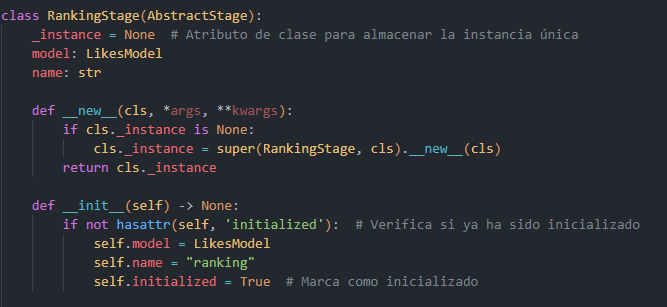 class RankingStage(AbstractStage):
    _instance = None  # Atributo de clase para almacenar la instancia única
    model: LikesModel
    name: str

    def __new__(cls, *args, **kwargs):
        if cls._instance is None:
            cls._instance = super(RankingStage, cls).__new__(cls)
        return cls._instance

    def __init__(self) -> None:
        if not hasattr(self, 'initialized'):  # Verifica si ya ha sido inicializado
            self.model = LikesModel
            self.name = "ranking"
            self.initialized = True  # Marca como inicializado